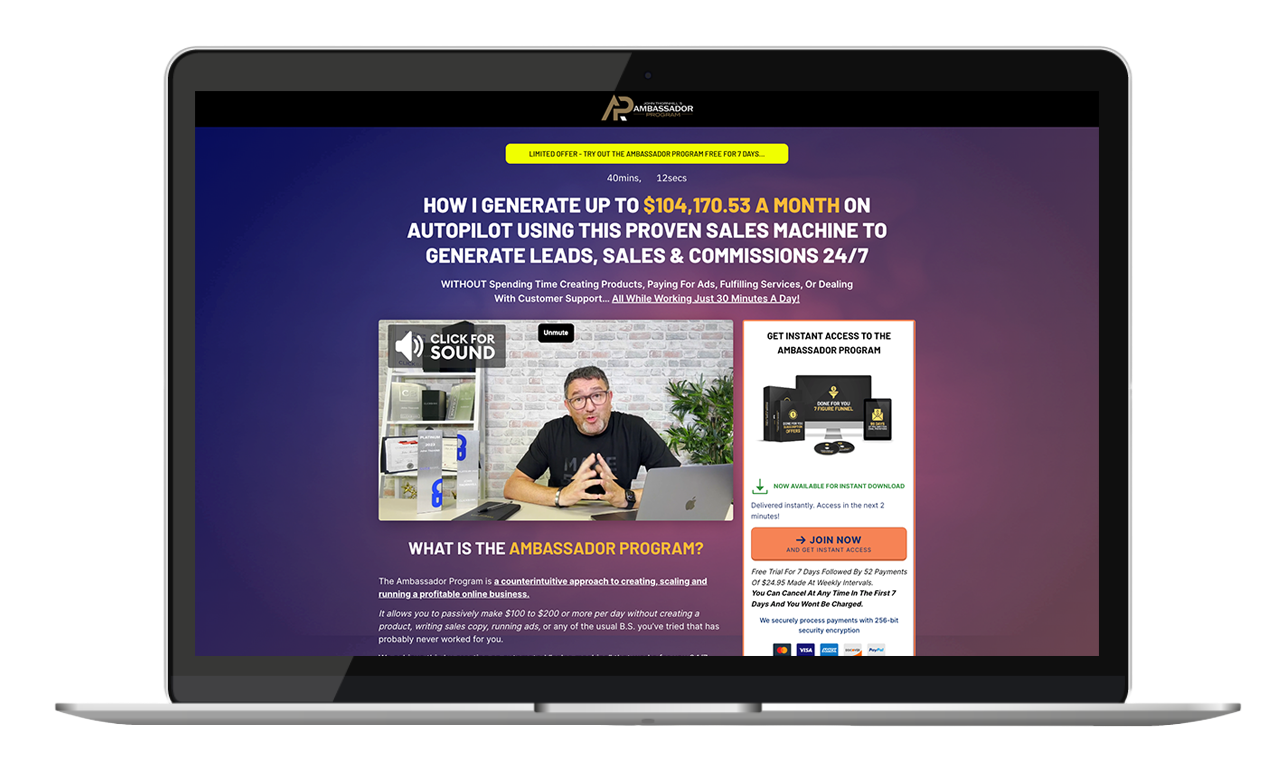 JOHN THORNHILL'S
AMBASSADOR
PROGRAM
LIMITED OFFER - TRY OUT THE AMBASSADOR PROGRAM FREE FOR 7 DAYS...
40mins, 12secs
HOW I GENERATE UP TO $104,170.53 A MONTH ON
AUTOPILOT USING THIS PROVEN SALES MACHINE TO
GENERATE LEADS, SALES & COMMISSIONS 24/7
WITHOUT Spending Time Creating Products, Paying For Ads, Fulfilling Services, Or Dealing
With Customer Support... All While Working Just 30 Minutes A Day!
CLICK FOR
SOUND
Unmute
PLATINUM
WHAT IS THE AMBASSADOR PROGRAM?
The Ambassador Program is a counterintuitive approach to creating, scaling and
running a profitable online business.
It allows you to passively make $100 to $200 or more per day without creating a
product, writing sales copy, running ads, or any of the usual B.S. you've tried that has
probably never worked for you.
GET INSTANT ACCESS TO THE
AMBASSADOR PROGRAM
DONE FOR YOU
7 FIGURE FUNNEL
DONE FOR YOU
OFFERS
90 DAYS
NOW AVAILABLE FOR INSTANT DOWNLOAD
Delivered instantly. Access in the next 2
minutes!
→ JOIN NOW
AND GET INSTANT ACCESS
Free Trial For 7 Days Followed By 52 Payments
Of $24.95 Made At Weekly Intervals.
You Can Cancel At Any Time In The First 7
Days And You Wont Be Charged.
We securely process payments with 256-bit
security encryption
VISA
PayPal